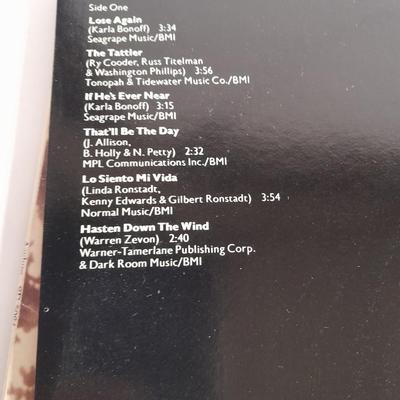 Side One
Lose Again
(Karla Bonoff) 3:34
Seagrape Music/BMI
The Tattler
(Ry Cooder, Russ Titelman
& Washington Phillips) 3:56
Tonopah & Tidewater Music Co./BMI
If He's Ever Near
(Karla Bonoff) 3:15
Seagrape Music/BMI
That'll Be The Day
(J. Allison,
B. Holly & N. Petty) 2:32
MPL Communications Inc./BMI
Lo Siento Mi Vida
(Linda Ronstadt,
Kenny Edwards & Gilbert Ronstadt) 3:54
Normal Music/BMI
Hasten Down The Wind
(Warren Zevon) 2:40
Warner-Tamerlane Publishing Corp.
& Dark Room Music/BMI